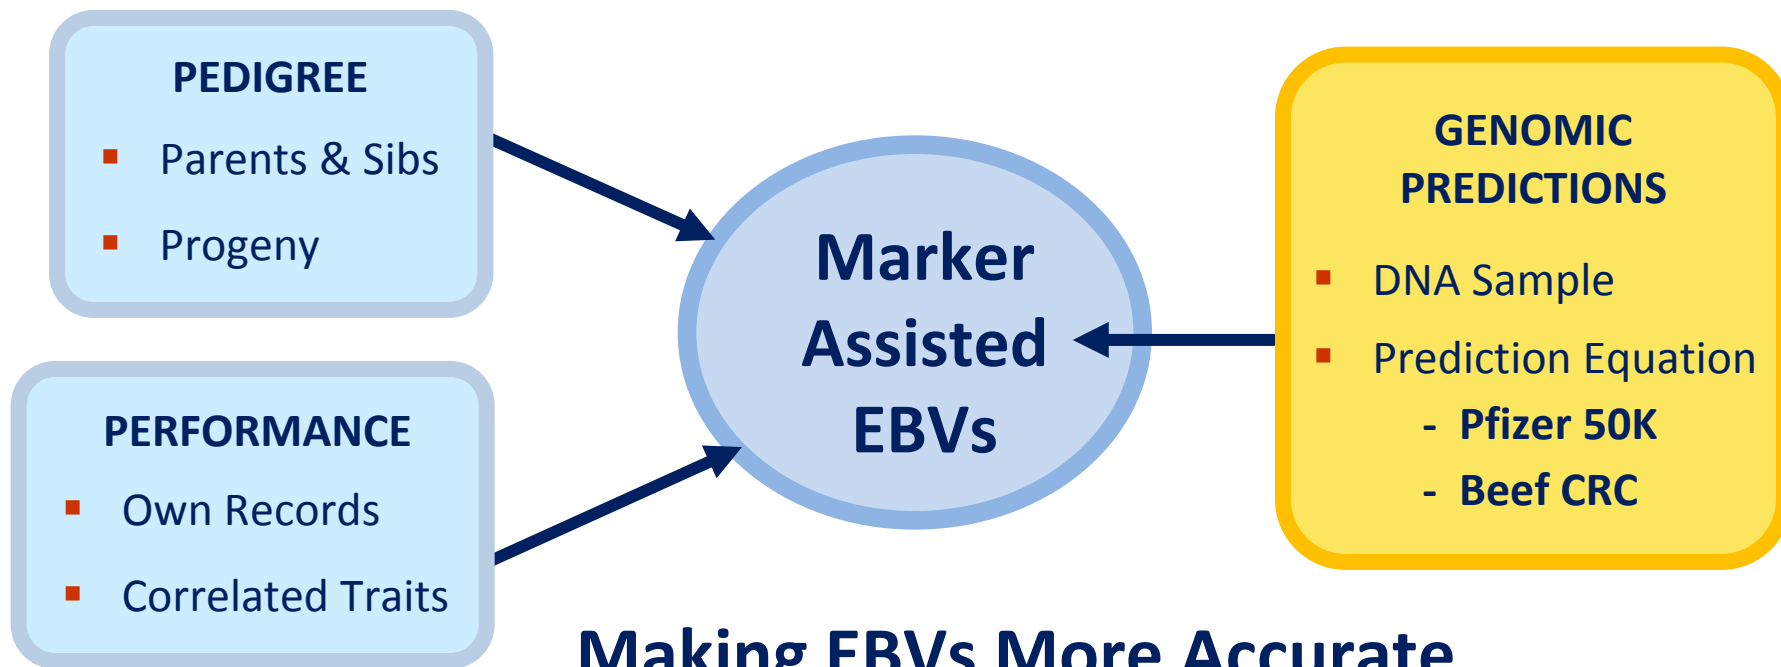 PEDIGREE
▪ Parents & Sibs
▪ Progeny
PERFORMANCE
▪ Own Records
▪ Correlated Traits
Marker
Assisted
EBVs
GENOMIC
PREDICTIONS
▪ DNA Sample
▪ Prediction Equation
- Pfizer 50K
- Beef CRC
Making EBVs More Accurate